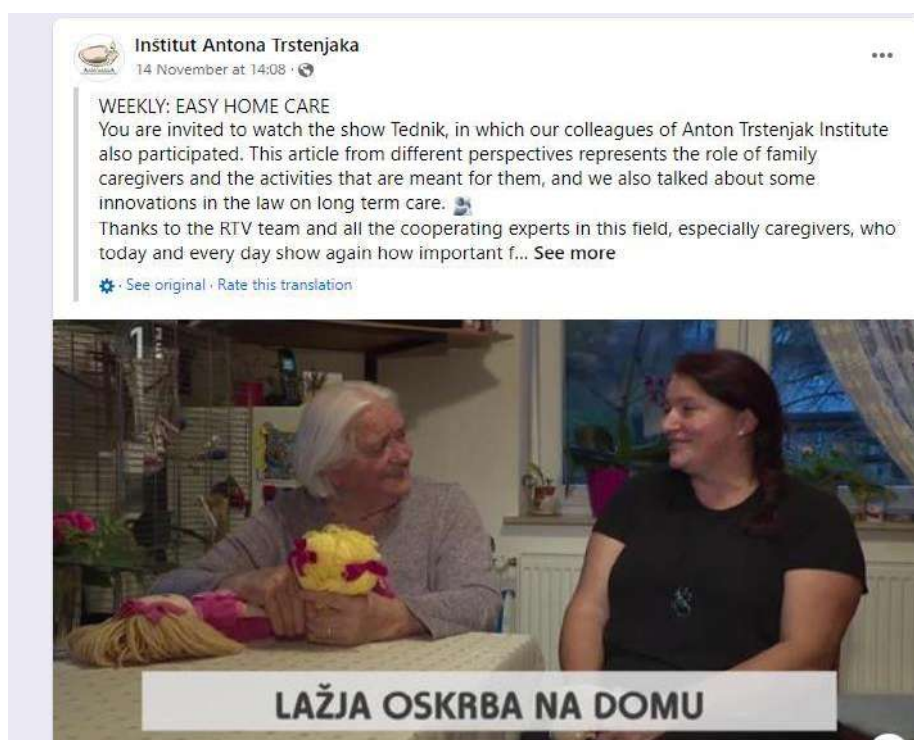 Inštitut Antona Trstenjaka
14 November at 14:08 ·
WEEKLY: EASY HOME CARE
You are invited to watch the show Tednik, in which our colleagues of Anton Trstenjak Institute
also participated. This article from different perspectives represents the role of family
caregivers and the activities that are meant for them, and we also talked about some
innovations in the law on long term care.
Thanks to the RTV team and all the cooperating experts in this field, especially caregivers, who
today and every day show again how important f... See more
· See original · Rate this translation
1
LAŽJA OSKRBA NA DOMU